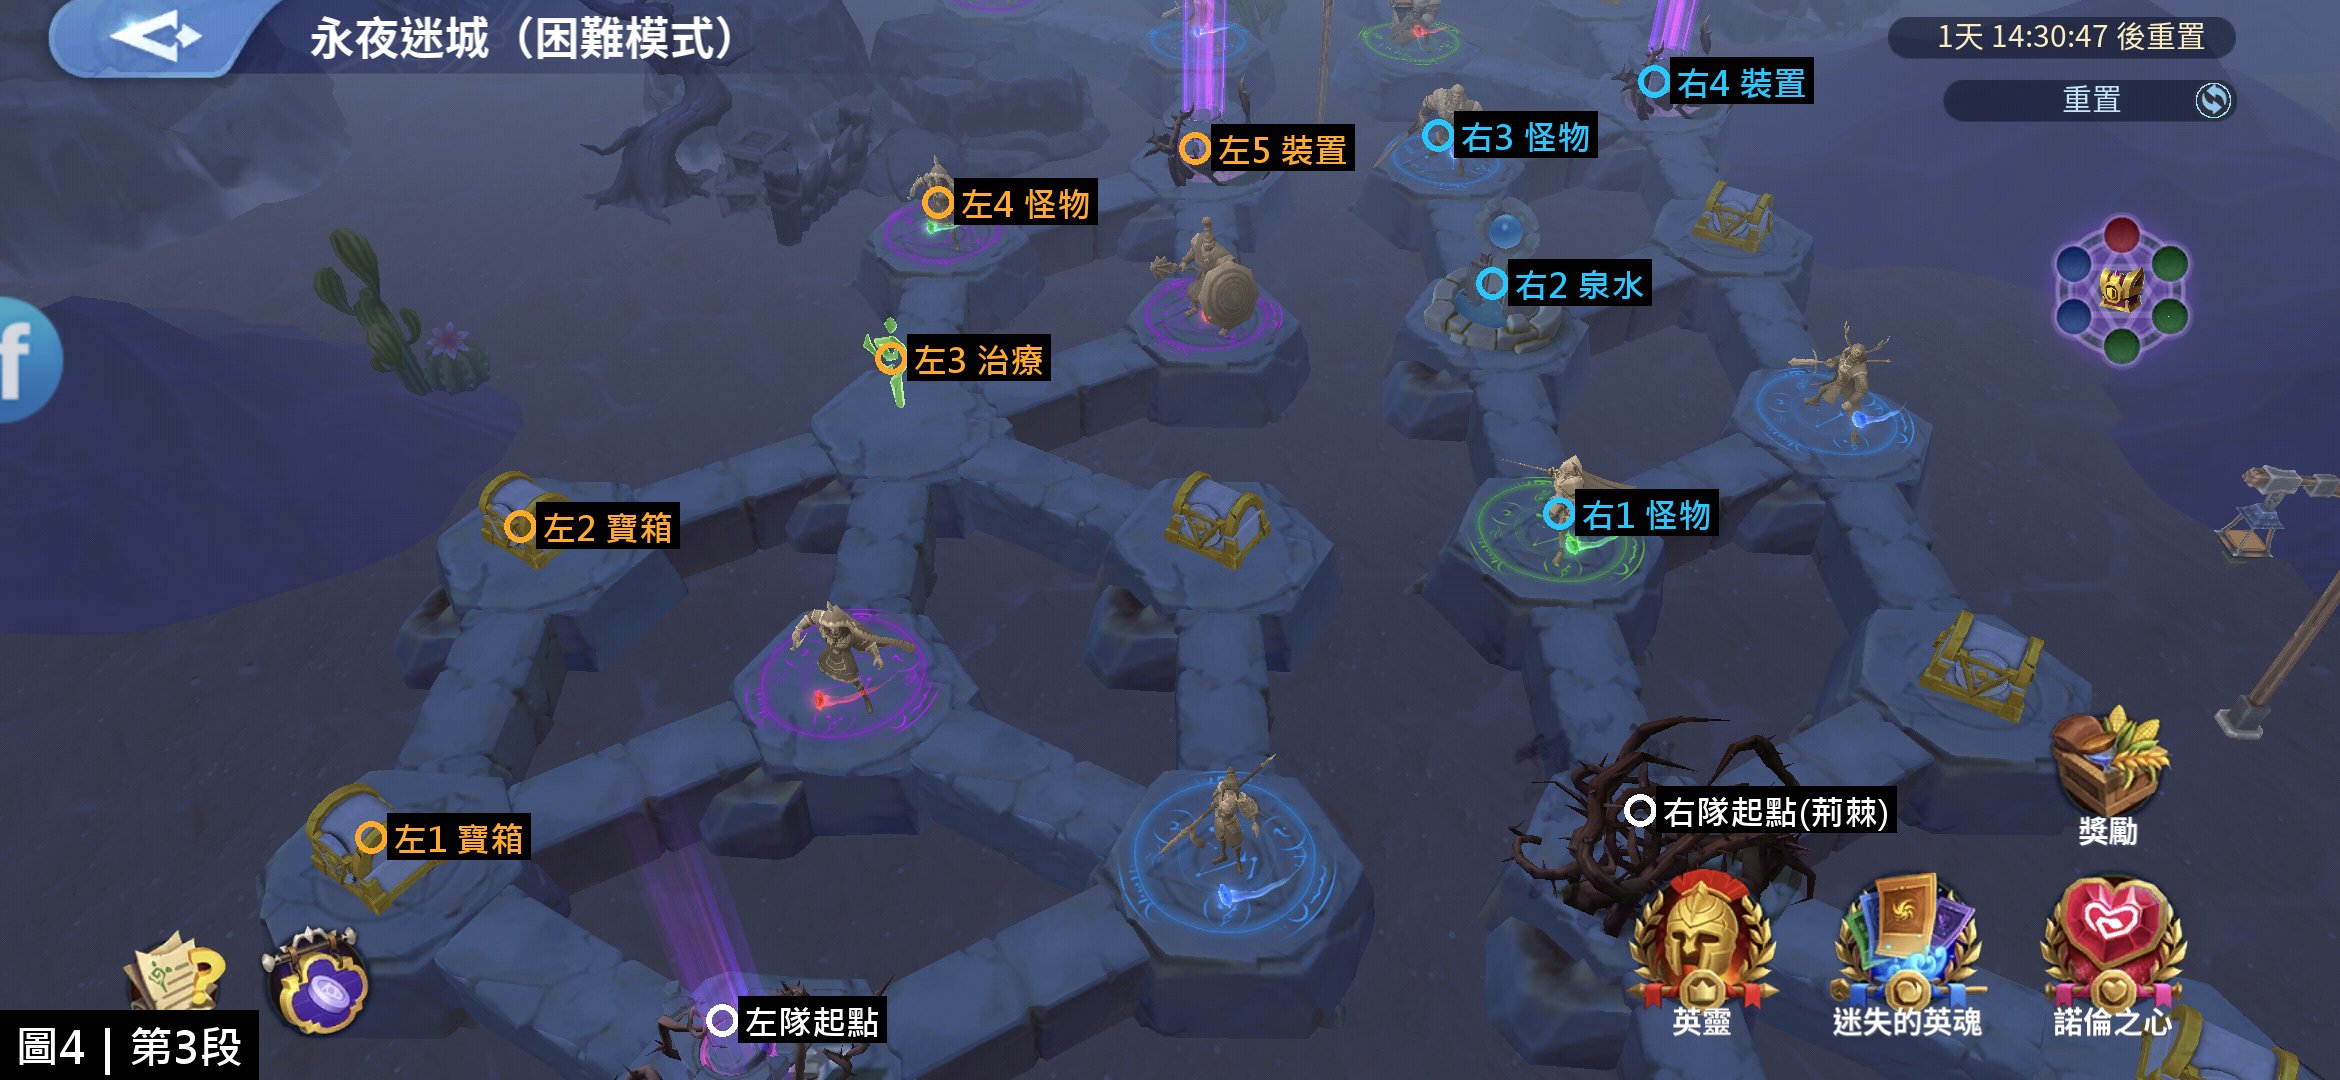 永夜迷城（困難模式）
1天 14:30:47 後重置
重置
右4 裝置
右3 怪物
左5 裝置
左4 怪物
右2 泉水
左3 治療
f
左2 寶箱
右1 怪物
右隊起點(荊棘)
左1 寶箱
獎勵
左隊起點
英靈
迷失的英魂
諾倫之心
圖4 | 第3段